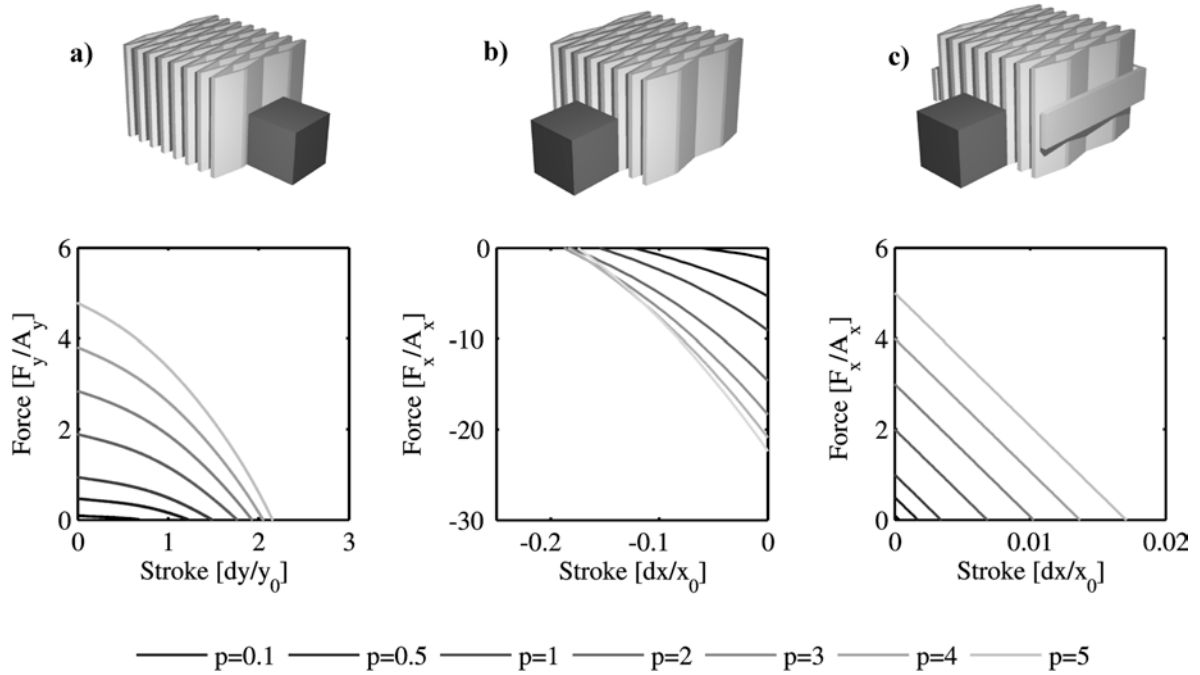 a)
b)
c)
6
4
2
0
0 1 2 3
Force [F_y/A_y]
Stroke [dy/y_0]
0
-10
-20
-30
-0.2 -0.1 0
Force [F_x/A_x]
Stroke [dx/x_0]
6
4
2
0
0 0.01 0.02
Force [F_x/A_x]
Stroke [dx/x_0]
p=0.1 p=0.5 p=1 p=2 p=3 p=4 p=5